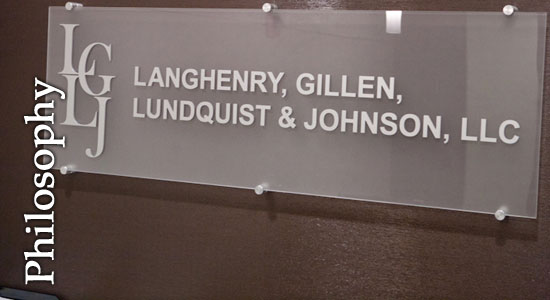 LGLJ
LANGHENRY, GILLEN,
LUNDQUIST & JOHNSON, LLC
Philosophy